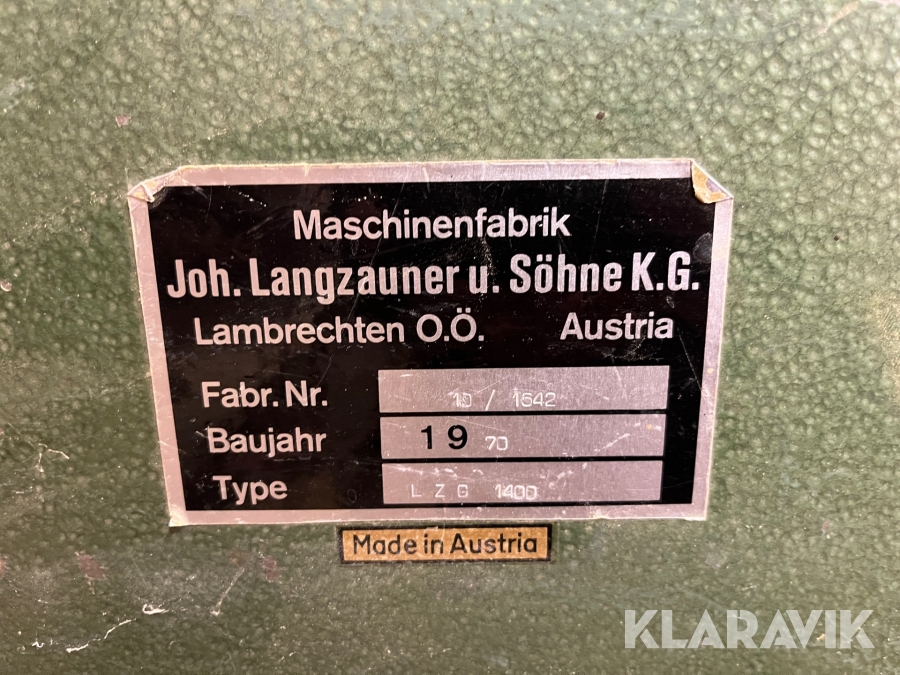 Maschinenfabrik
Joh. Langzauner u. Söhne K.G.
Lambrechten O.Ö. Austria
Fabr. Nr. 10 / 1542
Baujahr 19 70
Type LZG 1400
Made in Austria
KLARAVIK